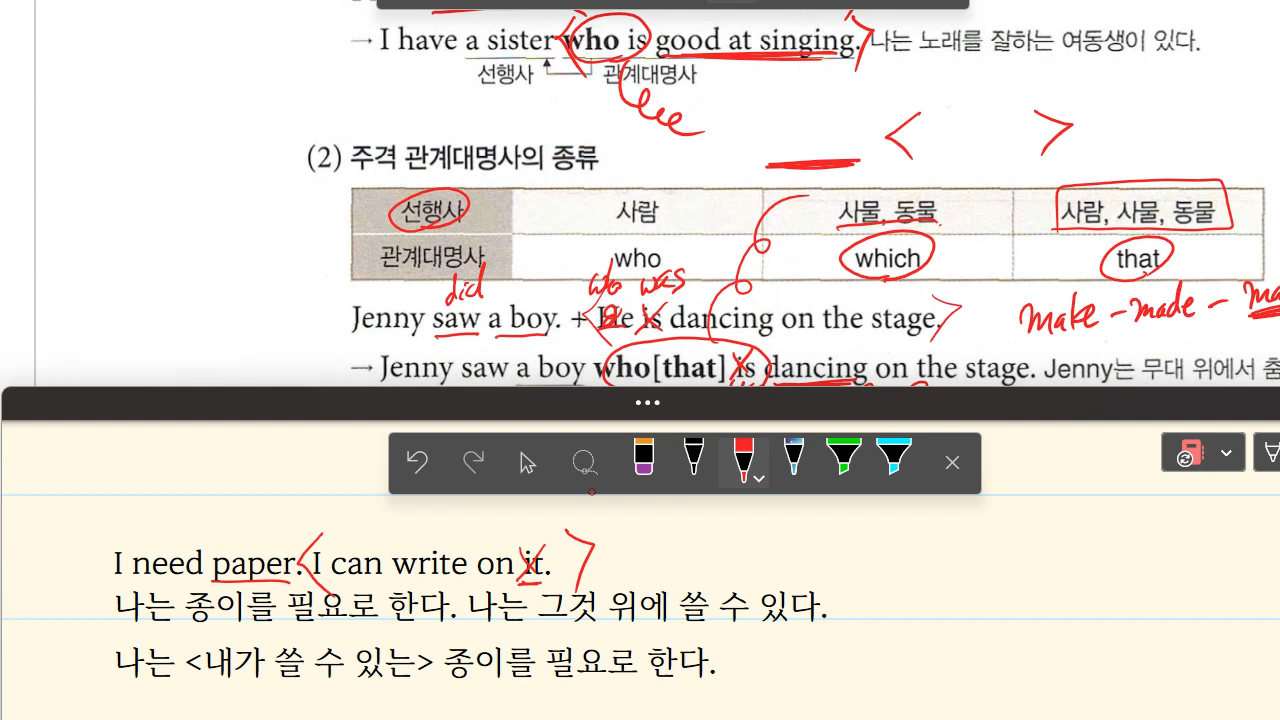 → I have a sister who is good at singing. 나는 노래를 잘하는 여동생이 있다.
선행사 관계대명사
< >
(2) 주격 관계대명사의 종류
선행사 사람 사물, 동물 사람, 사물, 동물
관계대명사 who which that
did who was
Jenny saw a boy. + He is dancing on the stage.
make - made -
→ Jenny saw a boy who[that] is dancing on the stage. Jenny는 무대 위에서 춤
I need paper. I can write on it.
나는 종이를 필요로 한다. 나는 그것 위에 쓸 수 있다.
나는 <내가 쓸 수 있는> 종이를 필요로 한다.